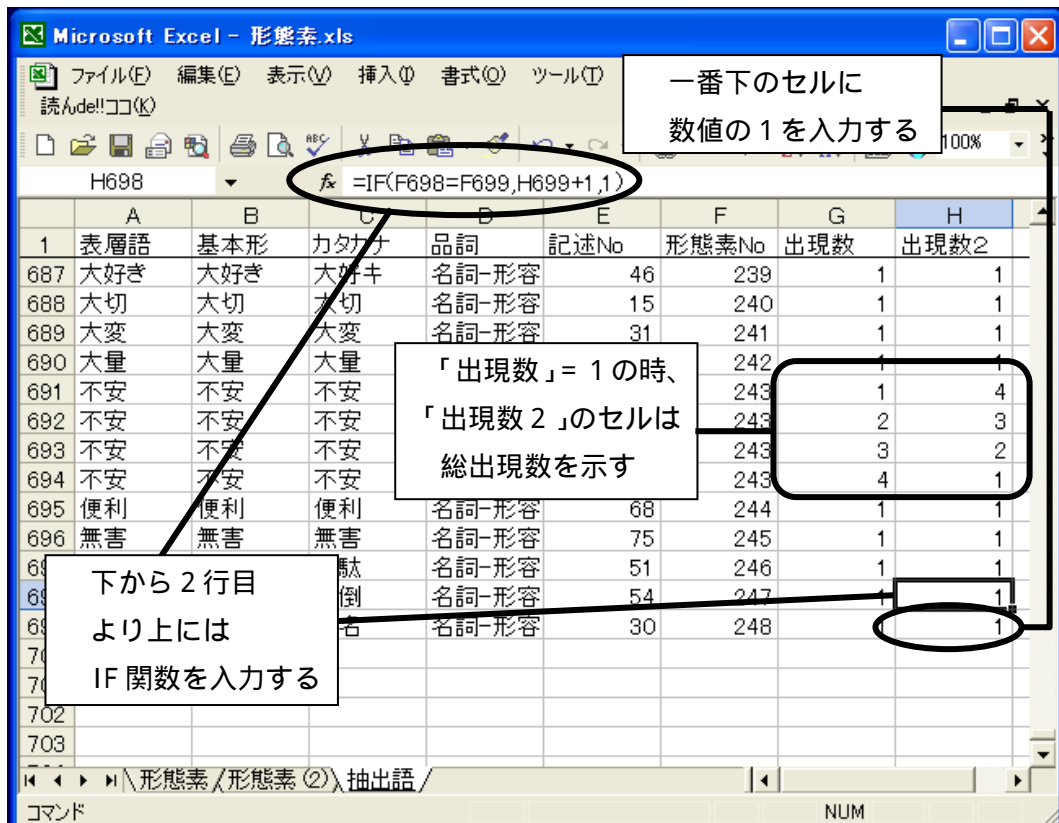 Microsoft Excel - 形態素.xls
ファイル(F) 編集(E) 表示(V) 挿入(I) 書式(O) ツール(T)
読んde!!ココ(K)
一番下のセルに
数値の1を入力する
100%
H698 fx =IF(F698=F699,H699+1,1)
A B C D E F G H
1 表層語 基本形 カタカナ 品詞 記述No 形態素No 出現数 出現数2
687 大好き 大好き 大好キ 名詞-形容 46 239 1 1
688 大切 大切 大切 名詞-形容 15 240 1 1
689 大変 大変 大変 名詞-形容 31 241 1 1
690 大量 大量 大量 242 1 1
691 不安 不安 不安 243 1 4
692 不安 不安 不安 243 2 3
693 不安 不安 不安 243 3 2
694 不安 不安 不安 243 4 1
「出現数」= 1の時、
「出現数2」のセルは
総出現数を示す
695 便利 便利 便利 名詞-形容 68 244 1 1
696 無害 無害 無害 名詞-形容 75 245 1 1
駄 名詞-形容 51 246 1 1
倒 名詞-形容 54 247 1 1
名 名詞-形容 30 248 1
下から2行目
より上には
IF関数を入力する
702
703
形態素 形態素 (2) 抽出語
コマンド NUM